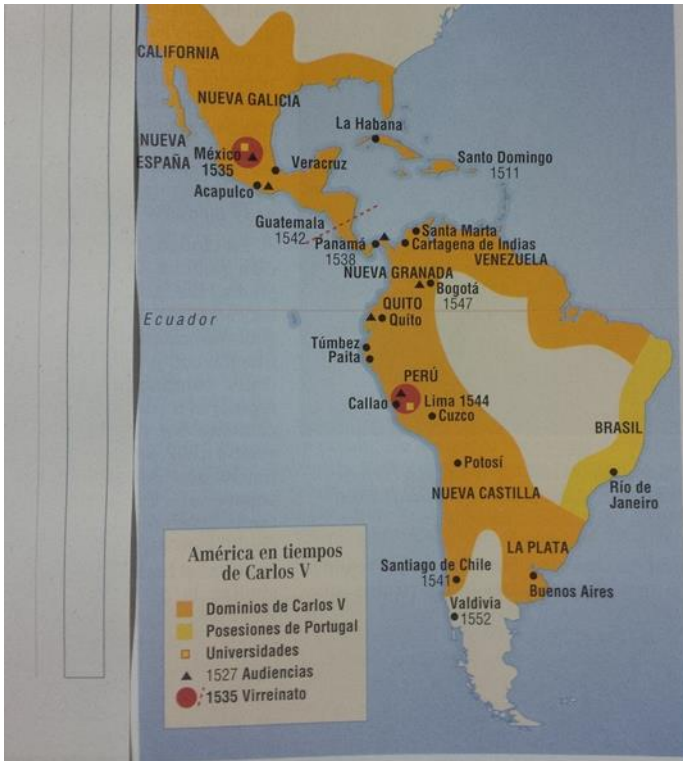 CALIFORNIA
NUEVA GALICIA
La Habana
NUEVA
ESPAÑA
México
1535
Veracruz
Santo Domingo
1511
Acapulco
Guatemala
1542
Panamá
1538
Santa Marta
Cartagena de Indias
VENEZUELA
NUEVA GRANADA
Bogotá
1547
QUITO
Quito
Ecuador
Túmbez
Paita
PERÚ
Callao
Lima 1544
Cuzco
BRASIL
Potosí
Río de
Janeiro
NUEVA CASTILLA
LA PLATA
Santiago de Chile
1541
Buenos Aires
Valdivia
1552
América en tiempos
de Carlos V
Dominios de Carlos V
Posesiones de Portugal
Universidades
1527 Audiencias
1535 Virreinato